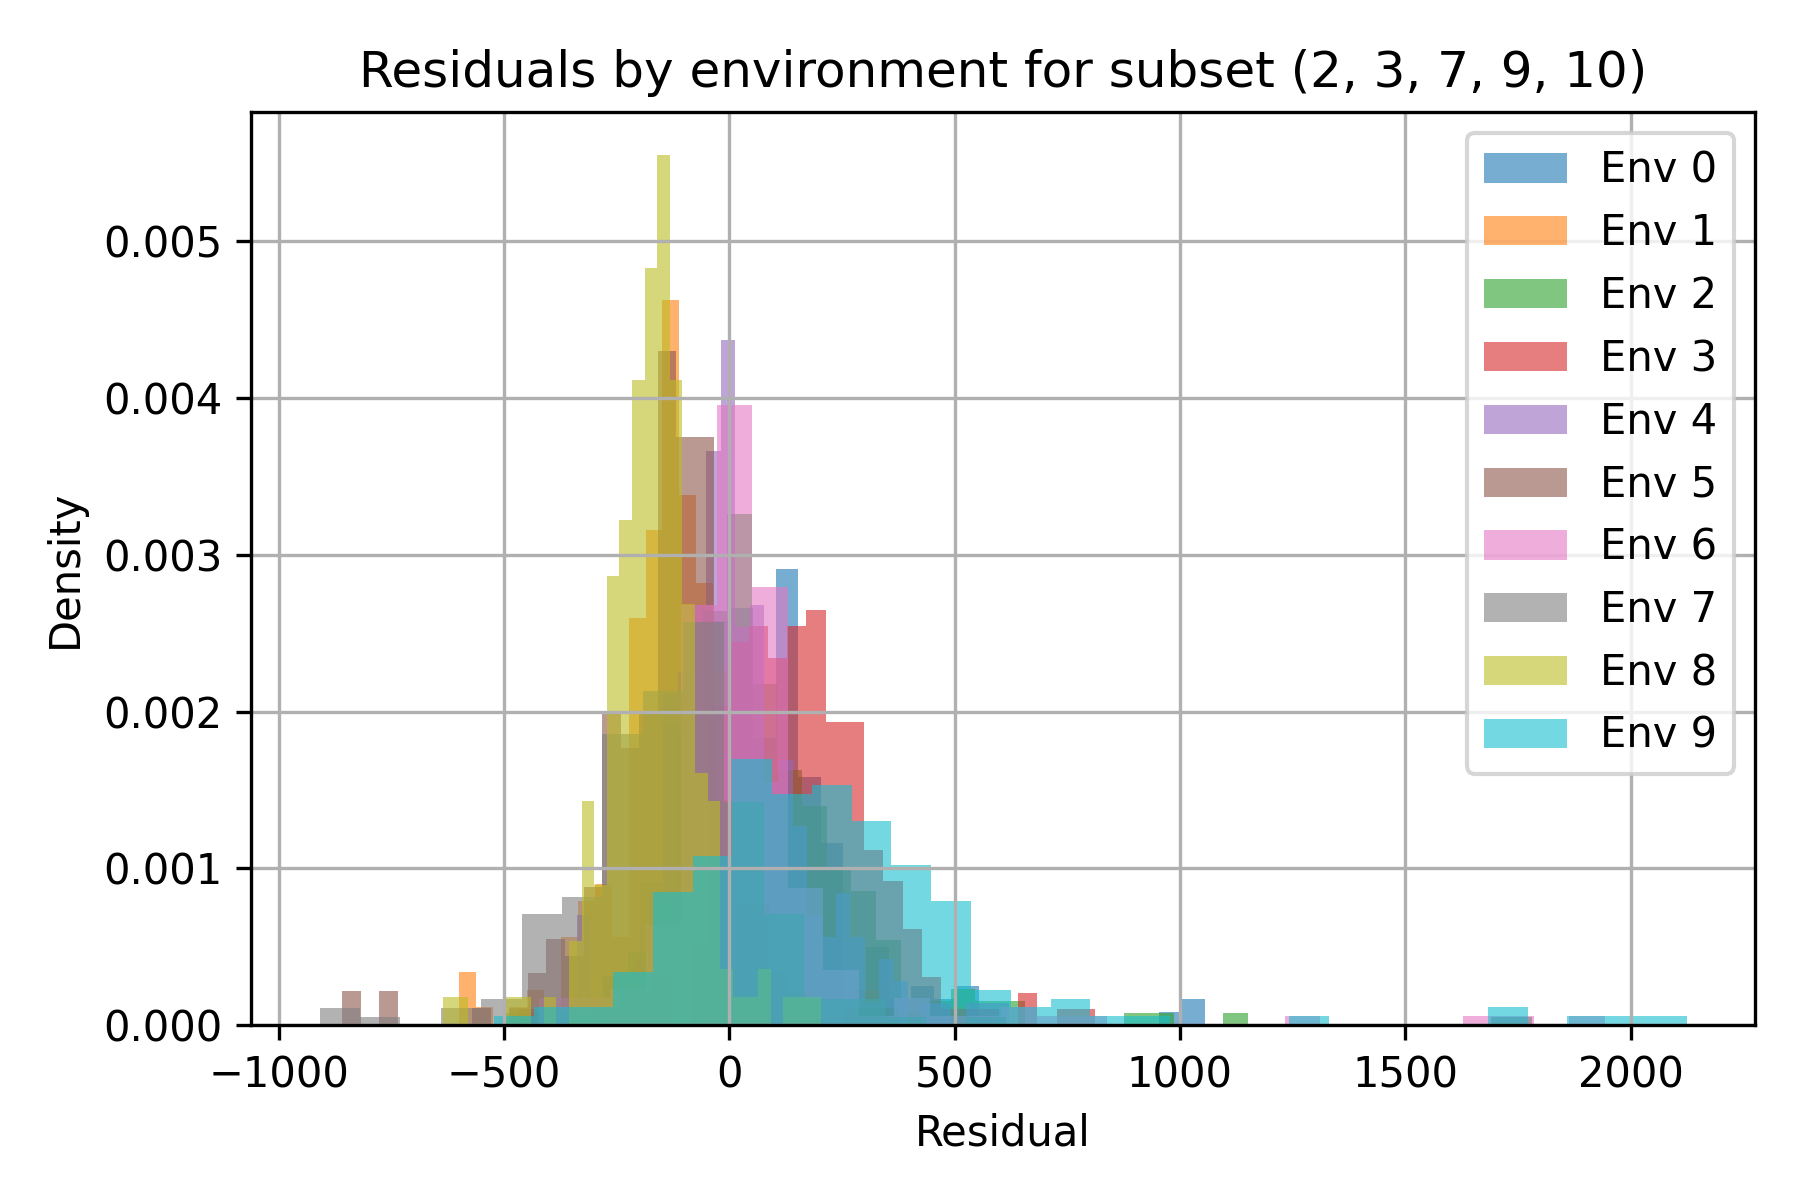 Residuals by environment for subset (2, 3, 7, 9, 10)
Density
0.005
0.004
0.003
0.002
0.001
0.000
−1000
−500
0
500
1000
1500
2000
Residual
Env 0
Env 1
Env 2
Env 3
Env 4
Env 5
Env 6
Env 7
Env 8
Env 9